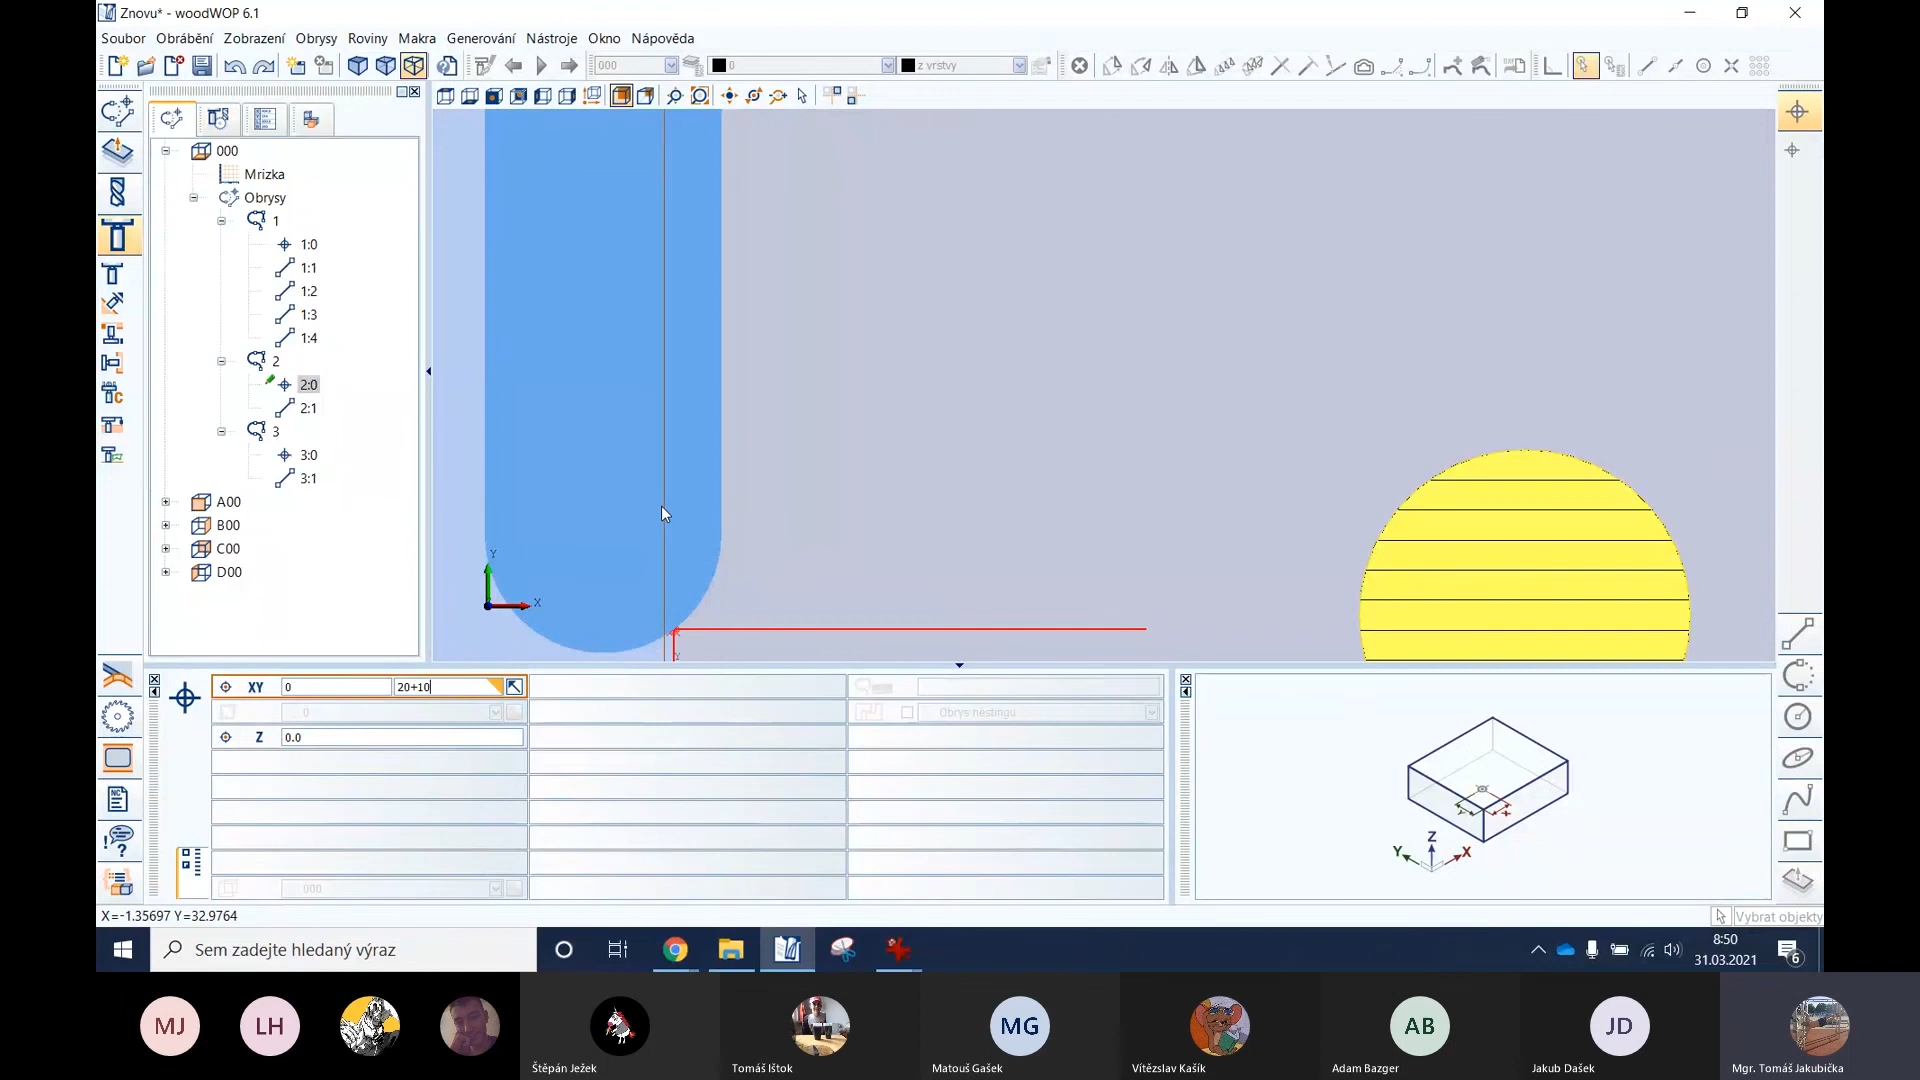 Znovu* - woodWOP 6.1
Soubor Obrábění Zobrazení Obrysy Roviny Makra Generování Nástroje Okno Nápověda
000 0 z vrstvy
000
Mrizka
Obrysy
1
1:0
1:1
1:2
1:3
1:4
2
2:0
2:1
3
3:0
3:1
A00
B00
C00
D00
Y
X
Y
XY 0 20+10
0 Obrys nestingu
Z 0.0
000
Z
Y X
X=-1.35697 Y=32.9764
Vybrat objekty
Sem zadejte hledaný výraz
8:50
31.03.2021
6
MJ LH MG AB JD
Štěpán Ježek Tomáš Ištok Matouš Gašek Vítězslav Kašík Adam Bazger Jakub Dašek Mgr. Tomáš Jakubička